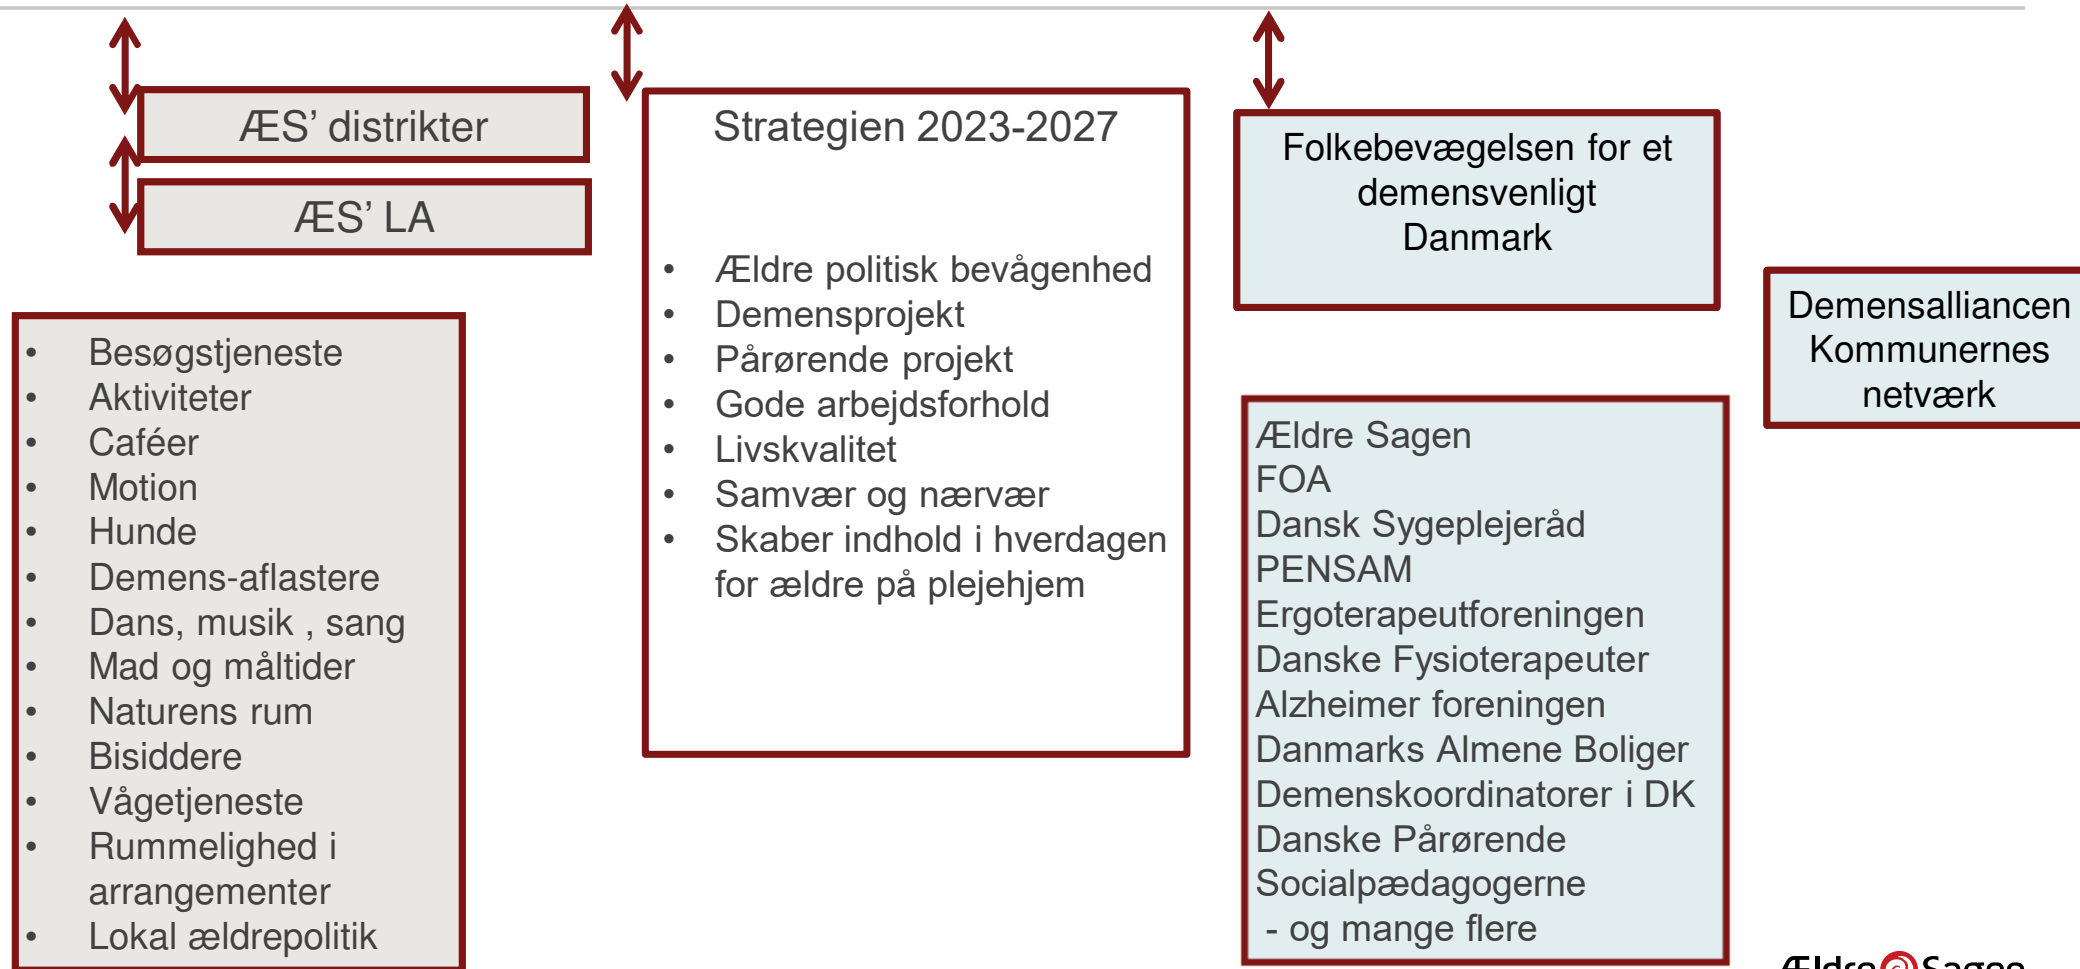 ÆS’ distrikter
ÆS’ LA
• Besøgstjeneste
• Aktiviteter
• Caféer
• Motion
• Hunde
• Demens-aflastere
• Dans, musik , sang
• Mad og måltider
• Naturens rum
• Bisiddere
• Vågetjeneste
• Rummelighed i
arrangementer
• Lokal ældrepolitik
Strategien 2023-2027
• Ældre politisk bevågenhed
• Demensprojekt
• Pårørende projekt
• Gode arbejdsforhold
• Livskvalitet
• Samvær og nærvær
• Skaber indhold i hverdagen
for ældre på plejehjem
Folkebevægelsen for et
demensvenligt
Danmark
Ældre Sagen
FOA
Dansk Sygeplejeråd
PENSAM
Ergoterapeutforeningen
Danske Fysioterapeuter
Alzheimer foreningen
Danmarks Almene Boliger
Demenskoordinatorer i DK
Danske Pårørende
Socialpædagogerne
- og mange flere
Demensalliancen
Kommunernes
netværk
Ældre Sagen